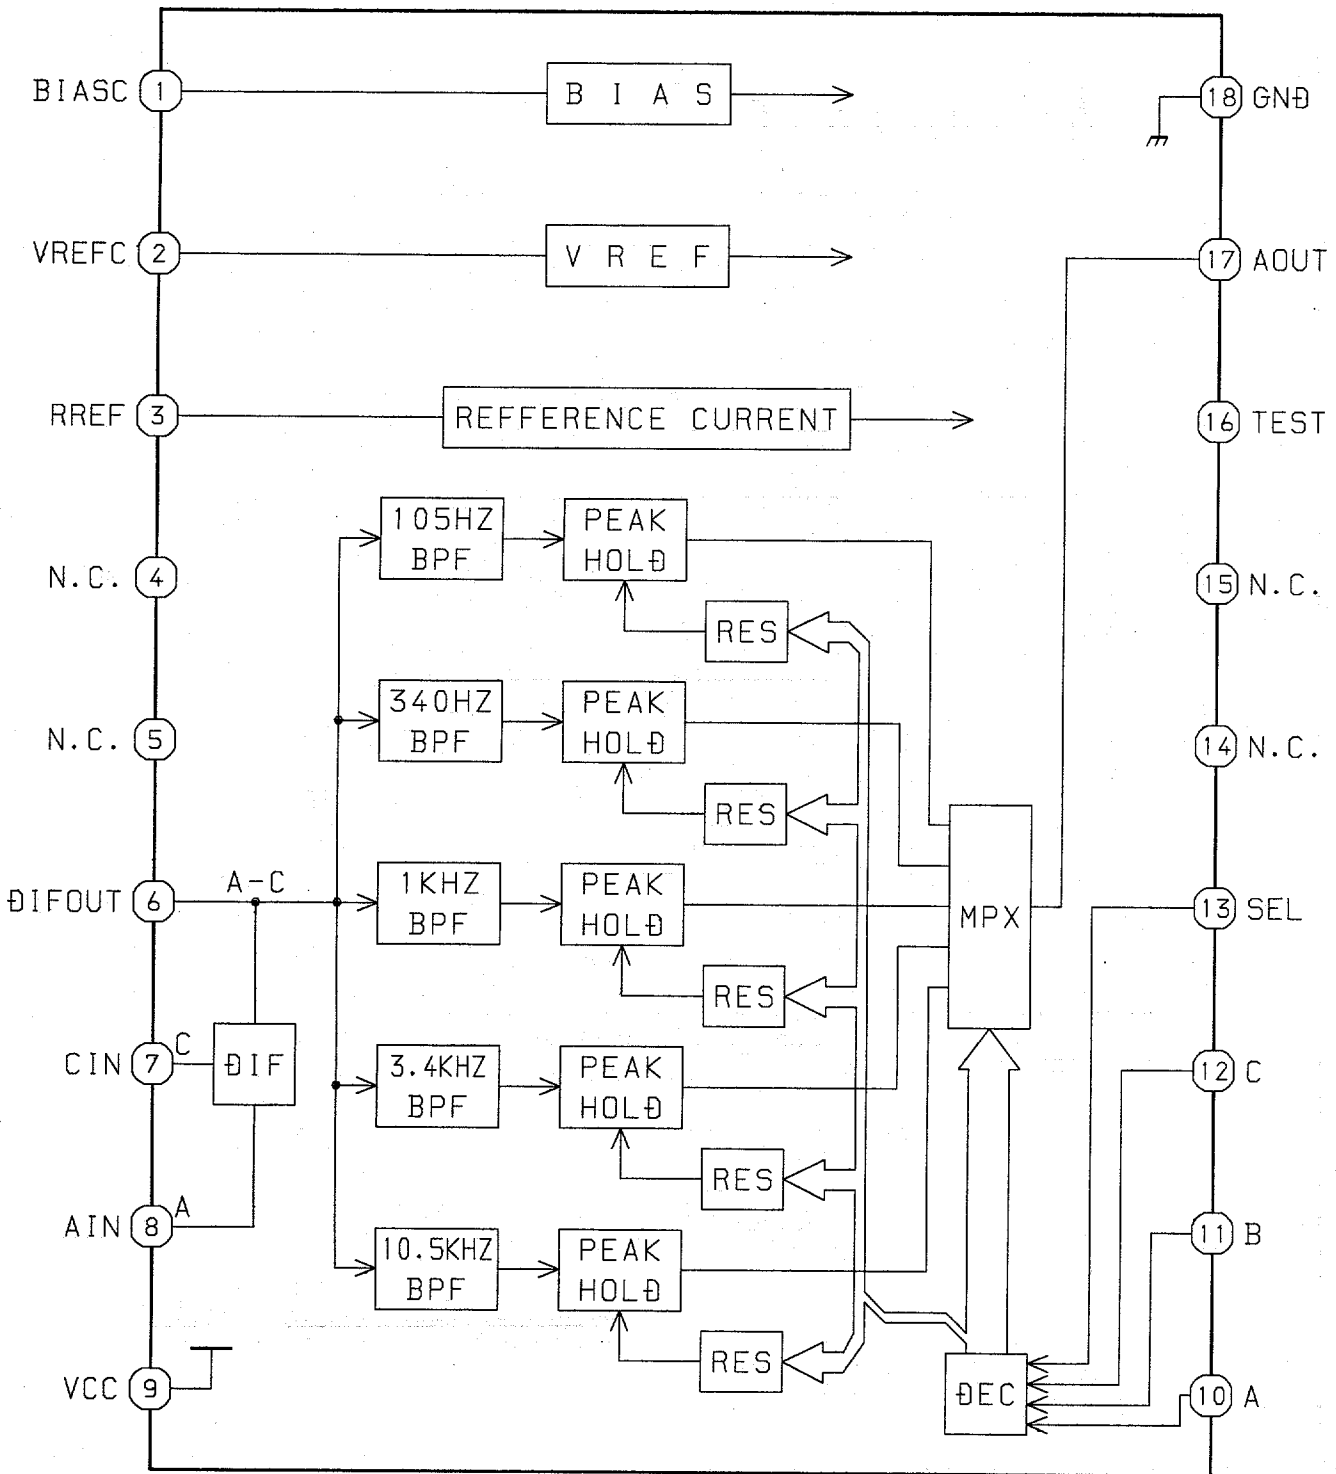 BIASC 1
BIAS
18 GND
VREFC 2
VREF
17 AOUT
RREF 3
REFFERENCE CURRENT
16 TEST
105HZ
BPF
PEAK
HOLD
N.C. 4
15 N.C.
RES
340HZ
BPF
PEAK
HOLD
N.C. 5
14 N.C.
RES
DIFOUT 6
A-C
1KHZ
BPF
PEAK
HOLD
MPX
13 SEL
RES
CIN 7
C
DIF
3.4KHZ
BPF
PEAK
HOLD
12 C
RES
AIN 8
A
10.5KHZ
BPF
PEAK
HOLD
11 B
RES
VCC 9
DEC
10 A